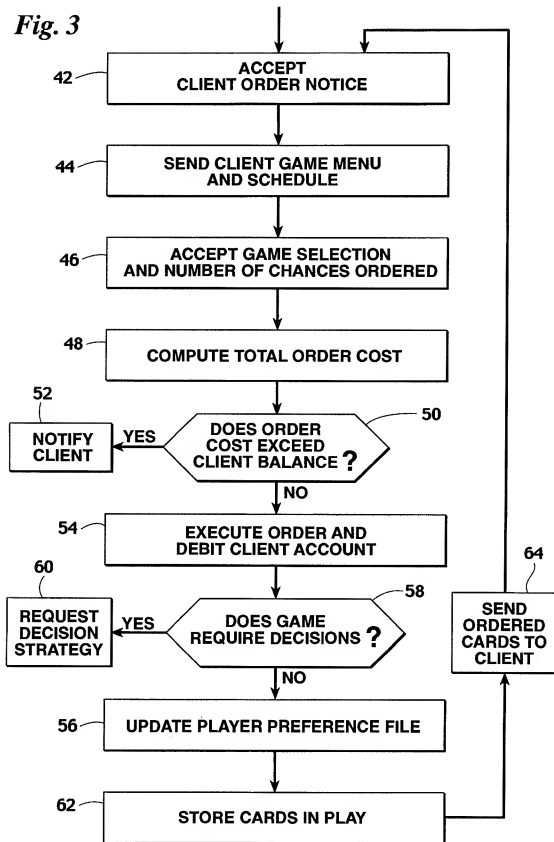 Fig. 3
42
ACCEPT
CLIENT ORDER NOTICE
44
SEND CLIENT GAME MENU
AND SCHEDULE
46
ACCEPT GAME SELECTION
AND NUMBER OF CHANCES ORDERED
48
COMPUTE TOTAL ORDER COST
52
NOTIFY
CLIENT
YES
50
DOES ORDER
COST EXCEED
CLIENT BALANCE ?
NO
54
EXECUTE ORDER AND
DEBIT CLIENT ACCOUNT
60
REQUEST
DECISION
STRATEGY
YES
58
DOES GAME
REQUIRE DECISIONS ?
NO
64
SEND
ORDERED
CARDS TO
CLIENT
56
UPDATE PLAYER PREFERENCE FILE
62
STORE CARDS IN PLAY